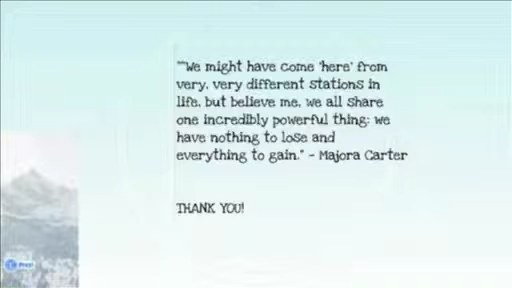 "“We might have come 'here' from
very, very different stations in
life, but believe me, we all share
one incredibly powerful thing: we
have nothing to lose and
everything to gain." - Majora Carter
THANK YOU!
Prezi